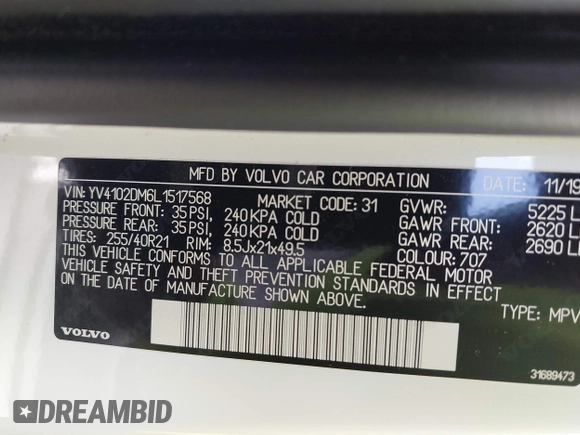 MFD BY VOLVO CAR CORPORATION DATE: 11/19
VIN: YV4102DM6L1517568 MARKET CODE: 31 GVWR: 5225 L
PRESSURE FRONT: 35 PSI, 240 KPA COLD GAWR FRONT: 2620 L
PRESSURE REAR: 35 PSI, 240 KPA COLD GAWR REAR: 2690 L
TIRES: 255/40R21 RIM: 8.5Jx21x49.5 COLOUR: 707
THIS VEHICLE CONFORMS TO ALL APPLICABLE FEDERAL MOTOR
VEHICLE SAFETY AND THEFT PREVENTION STANDARDS IN EFFECT
ON THE DATE OF MANUFACTURE SHOWN ABOVE.
TYPE: MPV
VOLVO
31689473
DREAMBID